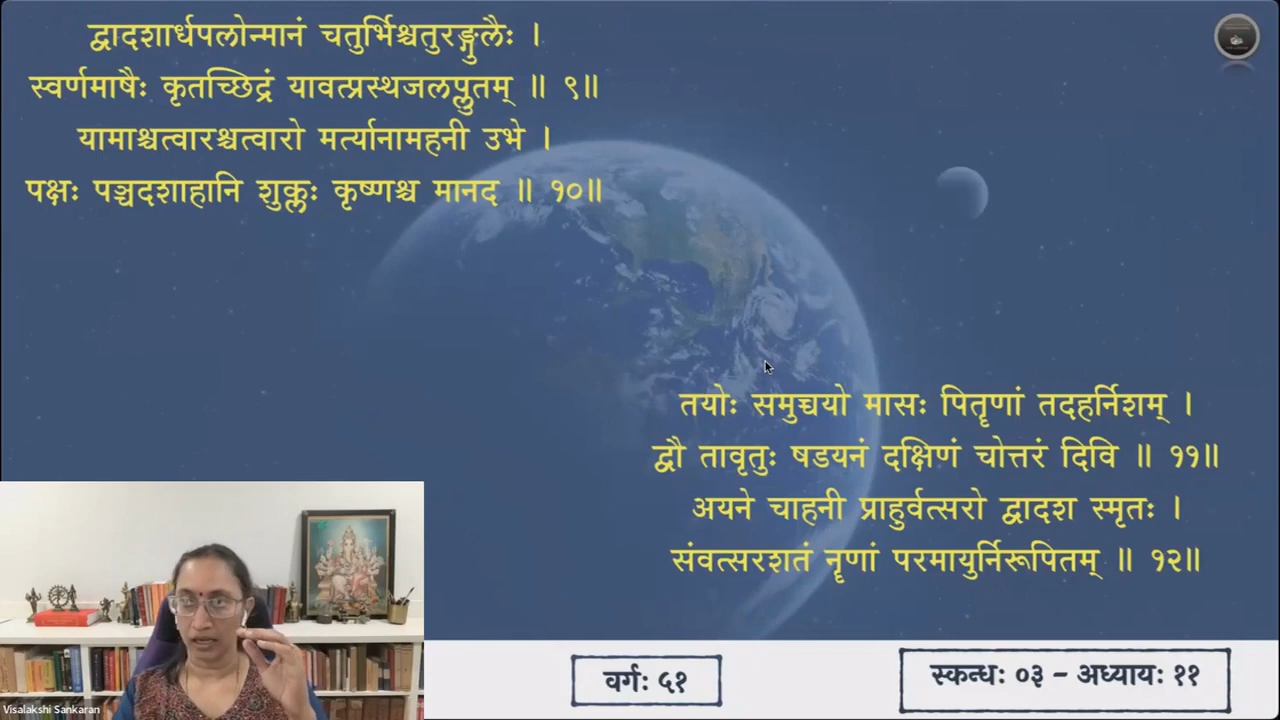 द्वादशार्धपलोन्मानं चतुर्भिश्चतुरङ्गुलैः ।
स्वर्णमाषैः कृतच्छिद्रं यावत्प्रस्थजलप्लुतम् ॥ ९॥
यामाश्चत्वारश्चत्वारो मर्त्यानामहनी उभे ।
पक्षः पञ्चदशाहानि शुक्लः कृष्णश्च मानद ॥ १०॥
तयोः समुच्चयो मासः पितॄणां तदहर्निशम् ।
द्वौ तावृतुः षडयनं दक्षिणं चोत्तरं दिवि ॥ ११॥
अयने चाहनी प्राहुर्वत्सरो द्वादश स्मृतः ।
संवत्सरशतं नॄणां परमायुर्निरूपितम् ॥ १२॥
वर्गः ५१
स्कन्धः ०३ - अध्यायः ११
Visalakshi Sankaran